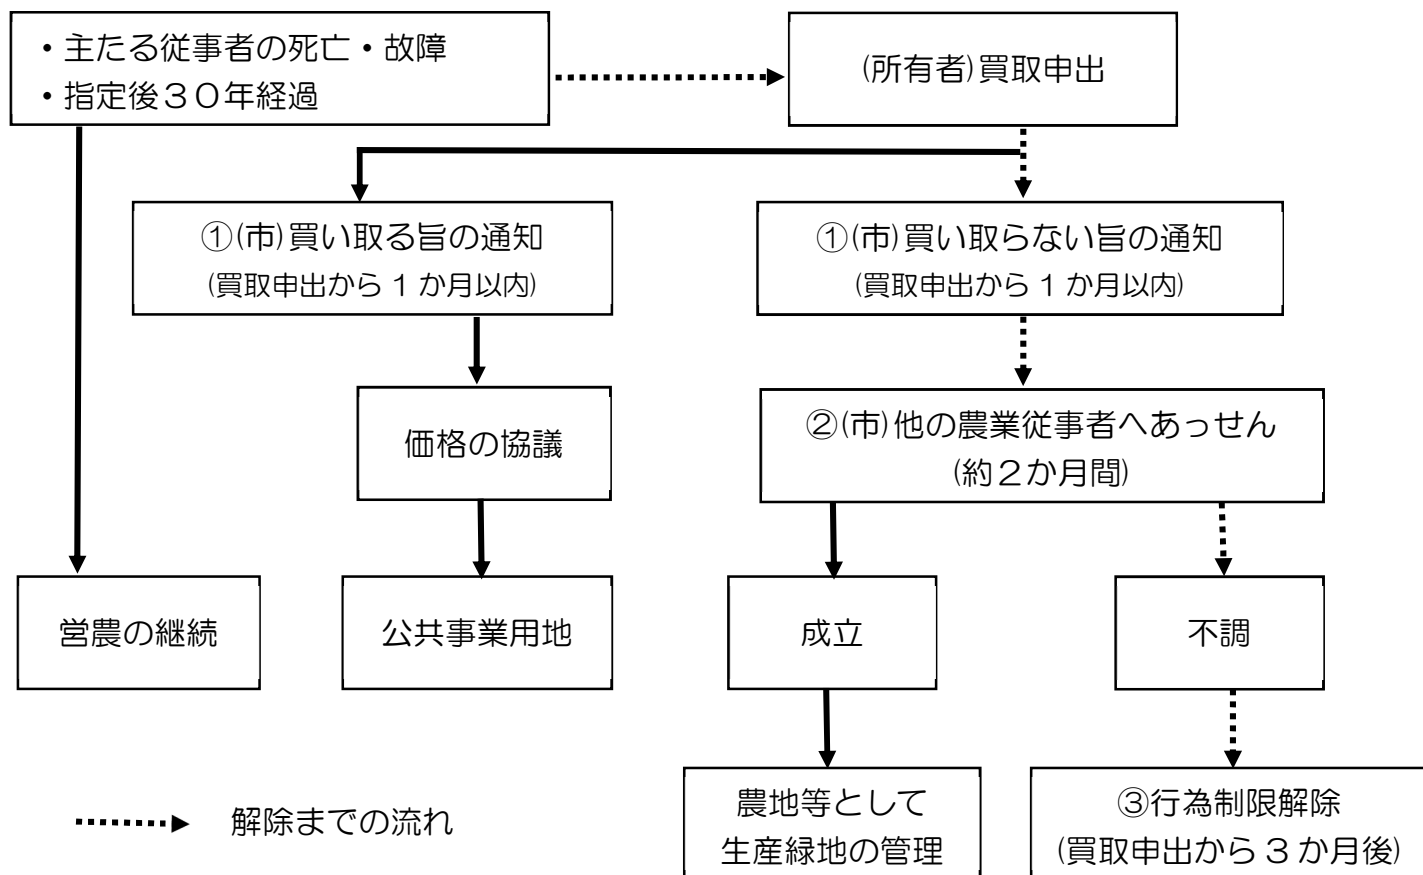 ・主たる従事者の死亡・故障
・指定後３０年経過
(所有者)買取申出
①(市)買い取る旨の通知
(買取申出から１か月以内)
①(市)買い取らない旨の通知
(買取申出から１か月以内)
価格の協議
②(市)他の農業従事者へあっせん
(約２か月間)
営農の継続
公共事業用地
成立
不調
解除までの流れ
農地等として
生産緑地の管理
③行為制限解除
(買取申出から３か月後)